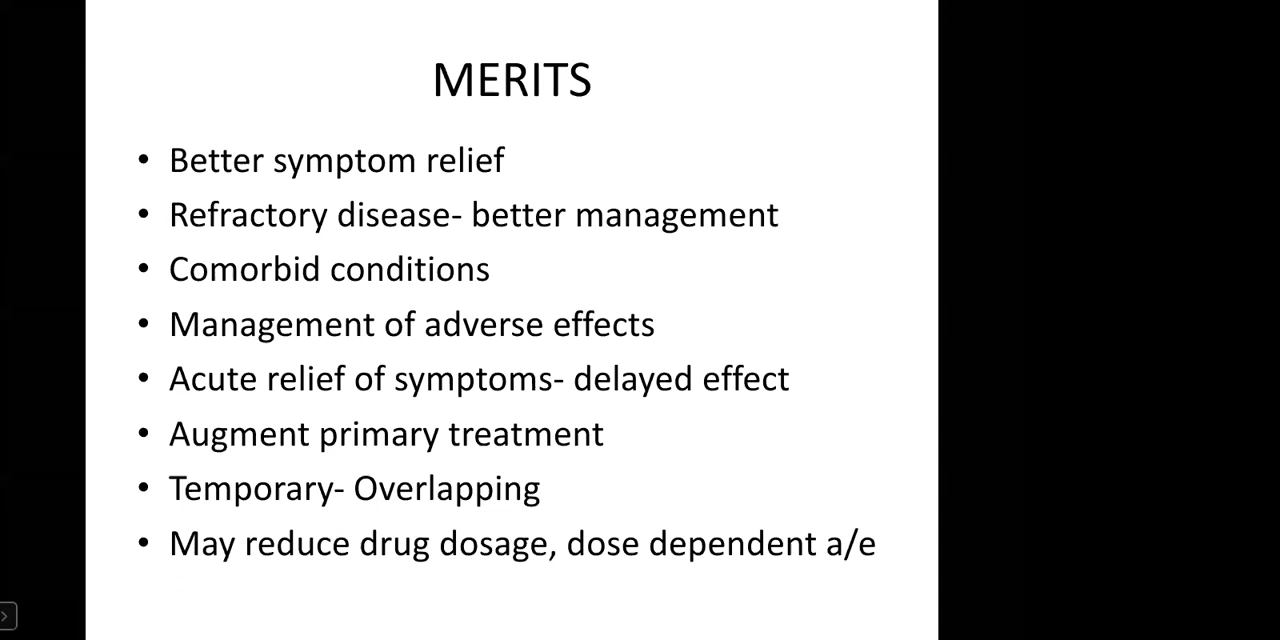 MERITS
• Better symptom relief
• Refractory disease- better management
• Comorbid conditions
• Management of adverse effects
• Acute relief of symptoms- delayed effect
• Augment primary treatment
• Temporary- Overlapping
• May reduce drug dosage, dose dependent a/e